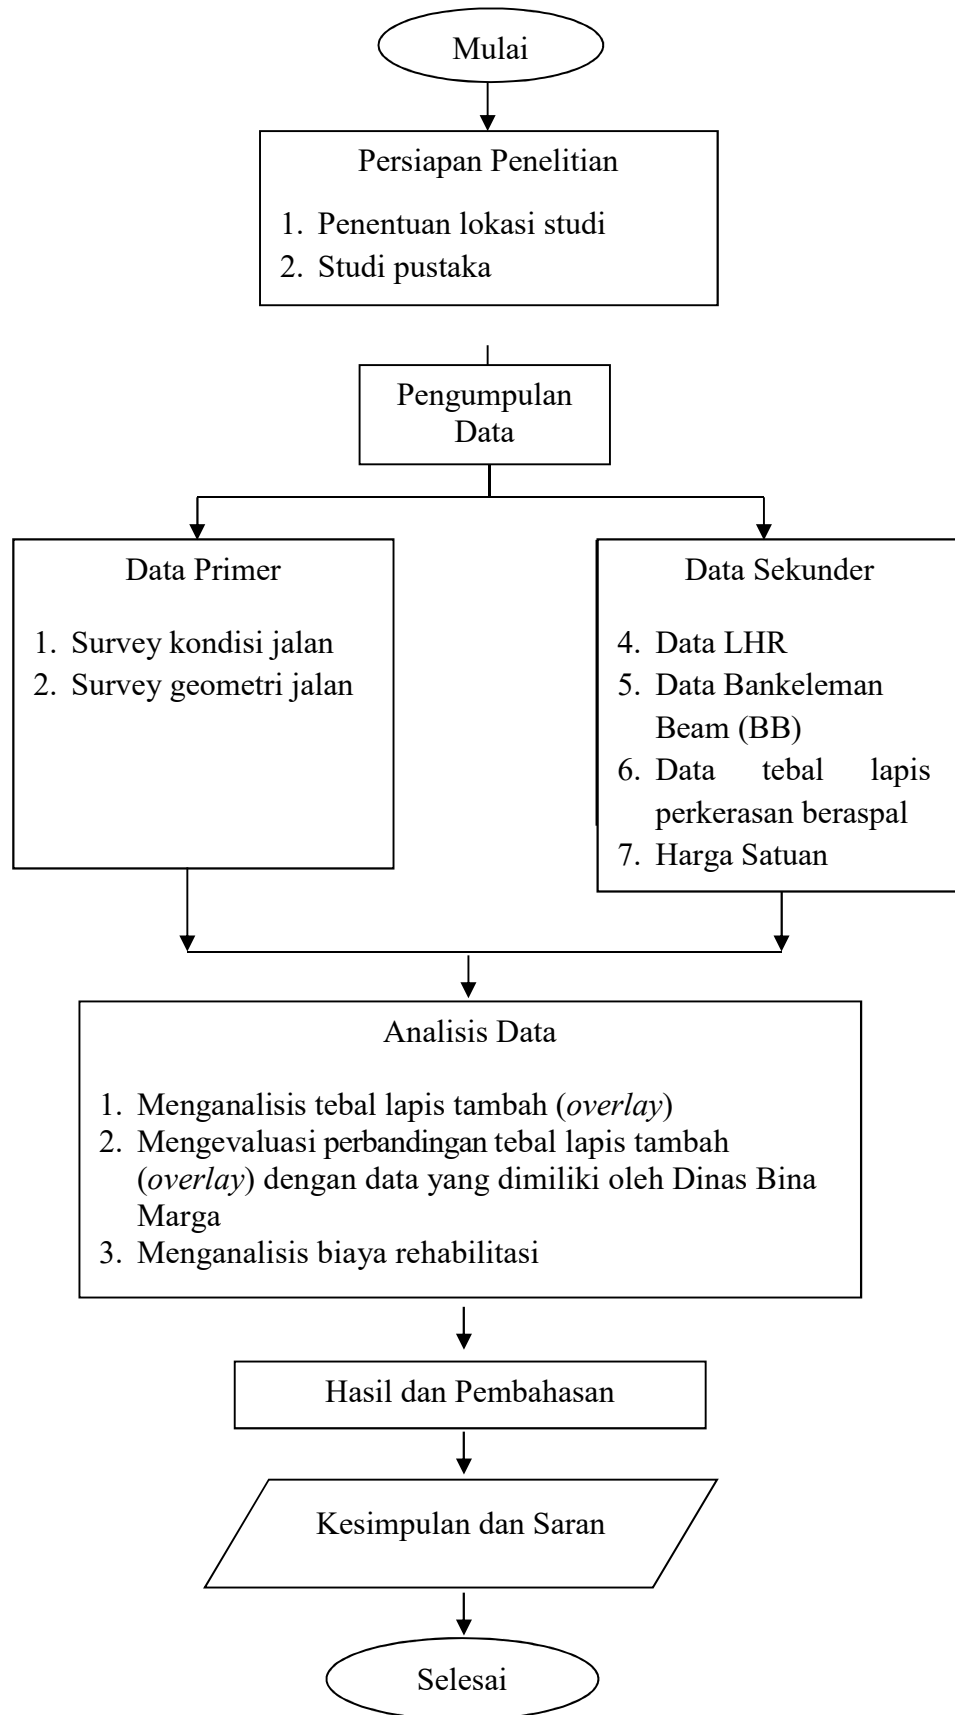 Mulai
Persiapan Penelitian
1. Penentuan lokasi studi
2. Studi pustaka
Pengumpulan
Data
Data Primer
1. Survey kondisi jalan
2. Survey geometri jalan
Data Sekunder
4. Data LHR
5. Data Bankeleman
Beam (BB)
6. Data tebal lapis
perkerasan beraspal
7. Harga Satuan
Analisis Data
1. Menganalisis tebal lapis tambah (overlay)
2. Mengevaluasi perbandingan tebal lapis tambah
(overlay) dengan data yang dimiliki oleh Dinas Bina
Marga
3. Menganalisis biaya rehabilitasi
Hasil dan Pembahasan
Kesimpulan dan Saran
Selesai